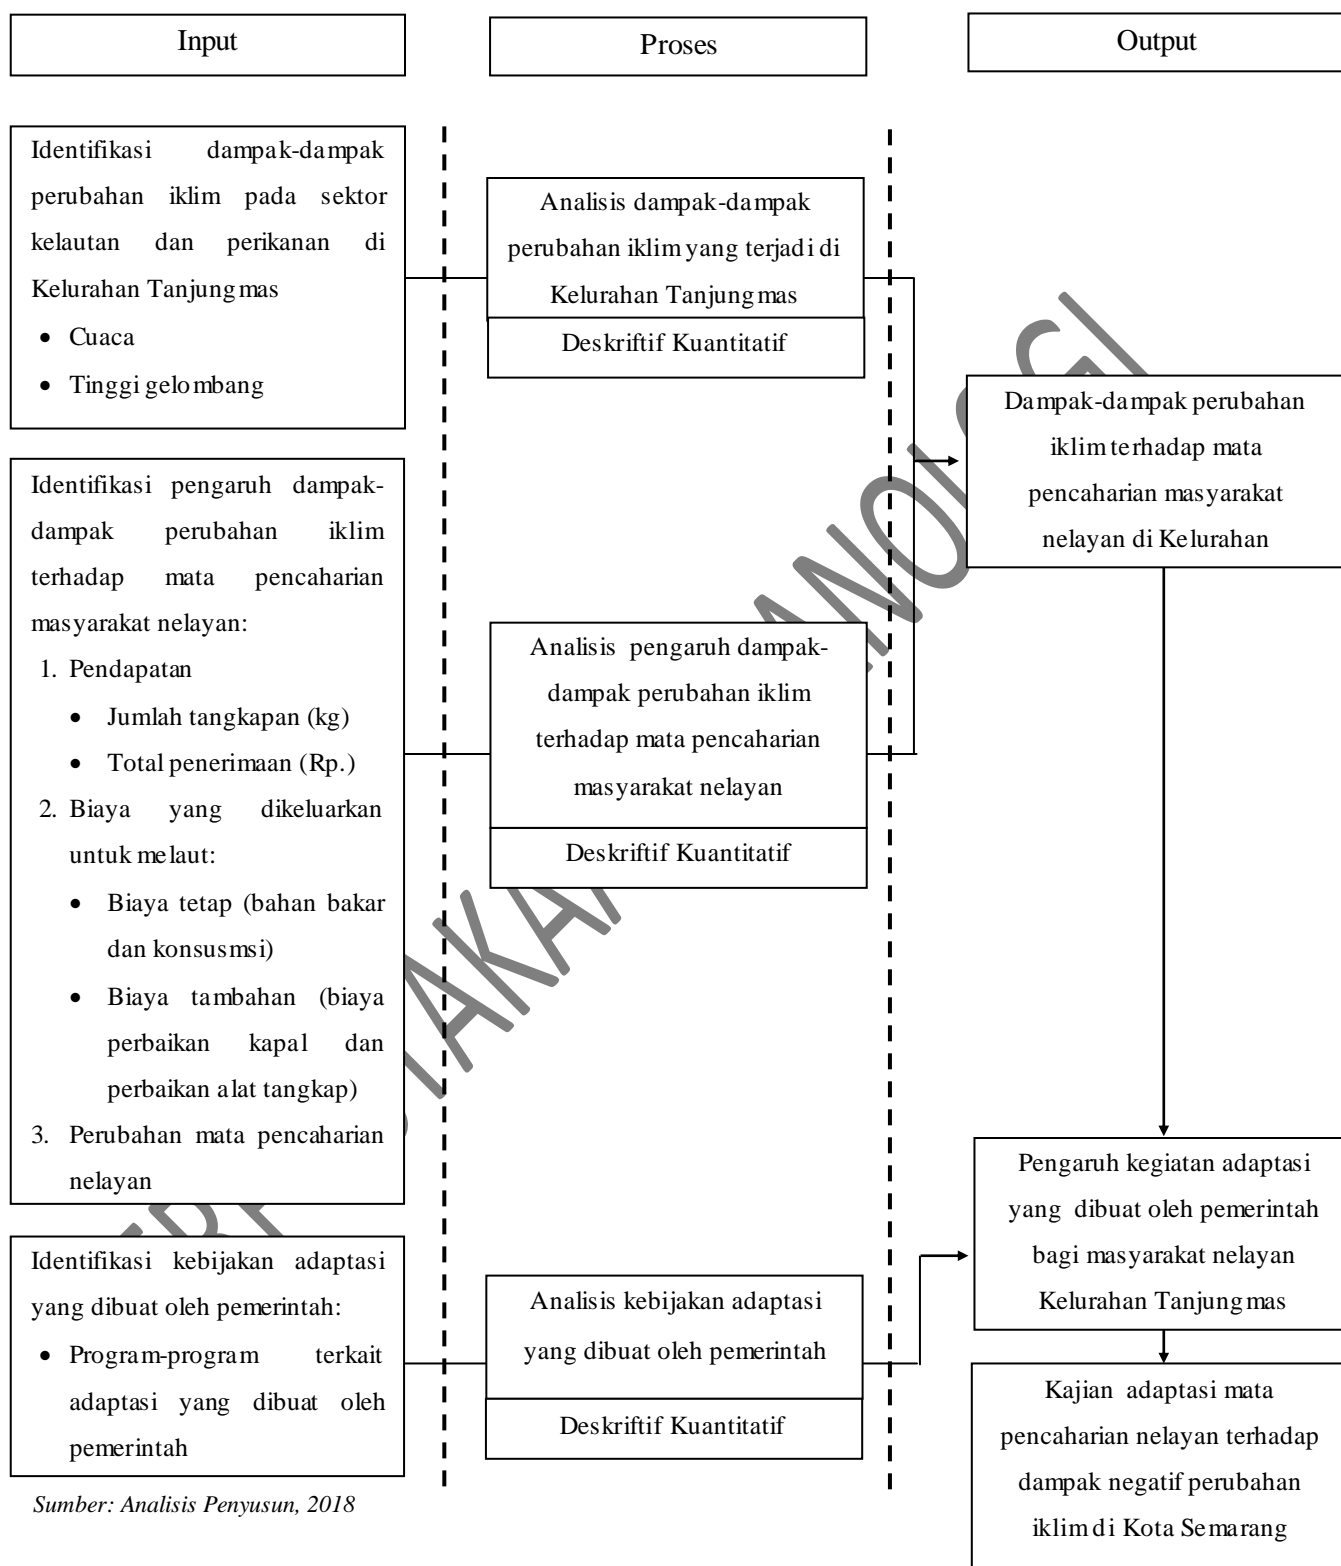 Input
Proses
Output
Identifikasi dampak-dampak
perubahan iklim pada sektor
kelautan dan perikanan di
Kelurahan Tanjungmas
• Cuaca
• Tinggi gelombang
Analisis dampak-dampak
perubahan iklim yang terjadi di
Kelurahan Tanjungmas
Deskriftif Kuantitatif
Dampak-dampak perubahan
iklim terhadap mata
pencaharian masyarakat
nelayan di Kelurahan
Identifikasi pengaruh dampak-
dampak perubahan iklim
terhadap mata pencaharian
masyarakat nelayan:
1. Pendapatan
• Jumlah tangkapan (kg)
• Total penerimaan (Rp.)
2. Biaya yang dikeluarkan
untuk melaut:
• Biaya tetap (bahan bakar
dan konsusmsi)
• Biaya tambahan (biaya
perbaikan kapal dan
perbaikan alat tangkap)
3. Perubahan mata pencaharian
nelayan
Analisis pengaruh dampak-
dampak perubahan iklim
terhadap mata pencaharian
masyarakat nelayan
Deskriftif Kuantitatif
Pengaruh kegiatan adaptasi
yang dibuat oleh pemerintah
bagi masyarakat nelayan
Kelurahan Tanjungmas
Identifikasi kebijakan adaptasi
yang dibuat oleh pemerintah:
• Program-program terkait
adaptasi yang dibuat oleh
pemerintah
Analisis kebijakan adaptasi
yang dibuat oleh pemerintah
Deskriftif Kuantitatif
Kajian adaptasi mata
pencaharian nelayan terhadap
dampak negatif perubahan
iklim di Kota Semarang
Sumber: Analisis Penyusun, 2018